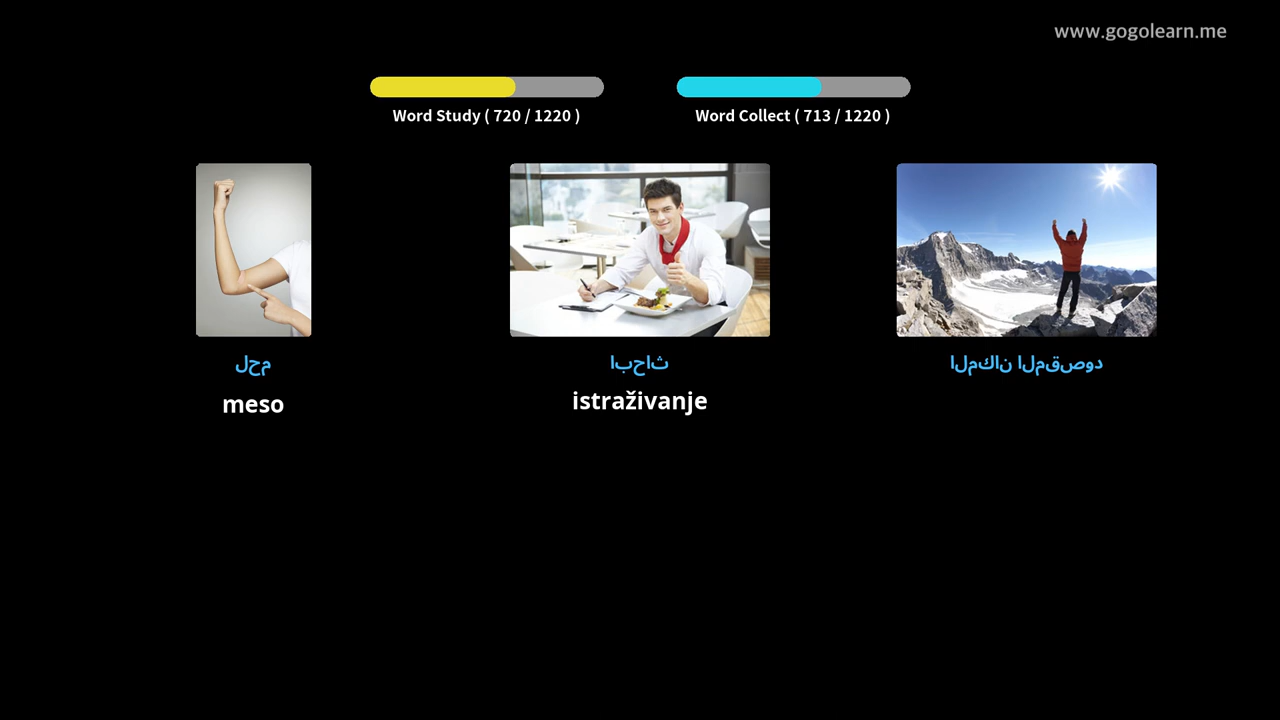 www.gogolearn.me
Word Study ( 720 / 1220 )
Word Collect ( 713 / 1220 )
لحم
ابحاث
المكان المقصود
meso
istraživanje